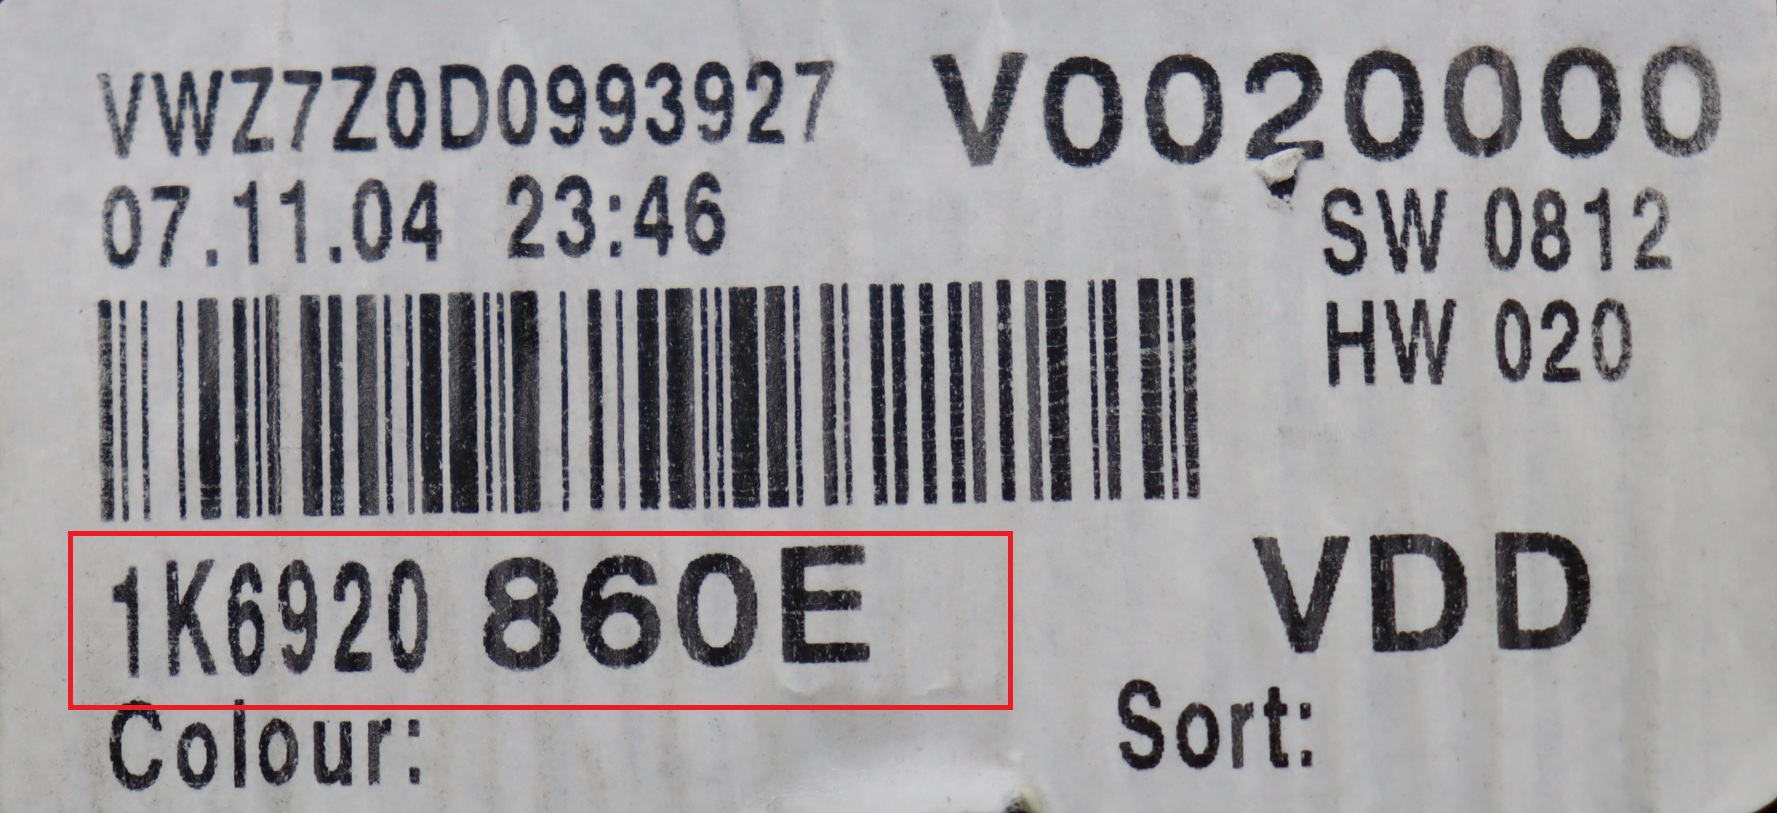 VWZ7Z0D0993927 V0020000
07.11.04 23:46 SW 0812
HW 020
1K6920 860E VDD
Colour: Sort: